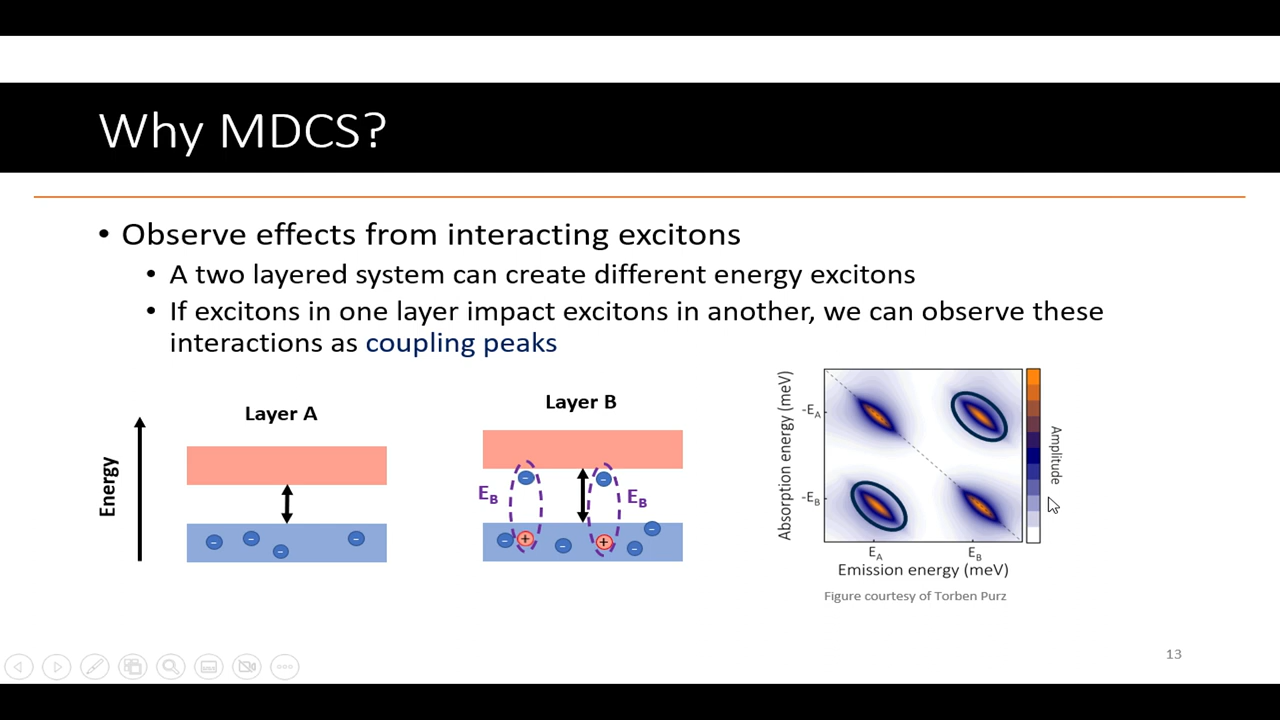 Why MDCS?
• Observe effects from interacting excitons
• A two layered system can create different energy excitons
• If excitons in one layer impact excitons in another, we can observe these
interactions as coupling peaks
Layer A
Layer B
Energy
E_B
E_B
Absorption energy (meV)
-E_A
-E_B
E_A
E_B
Emission energy (meV)
Amplitude
Figure courtesy of Torben Purz
13